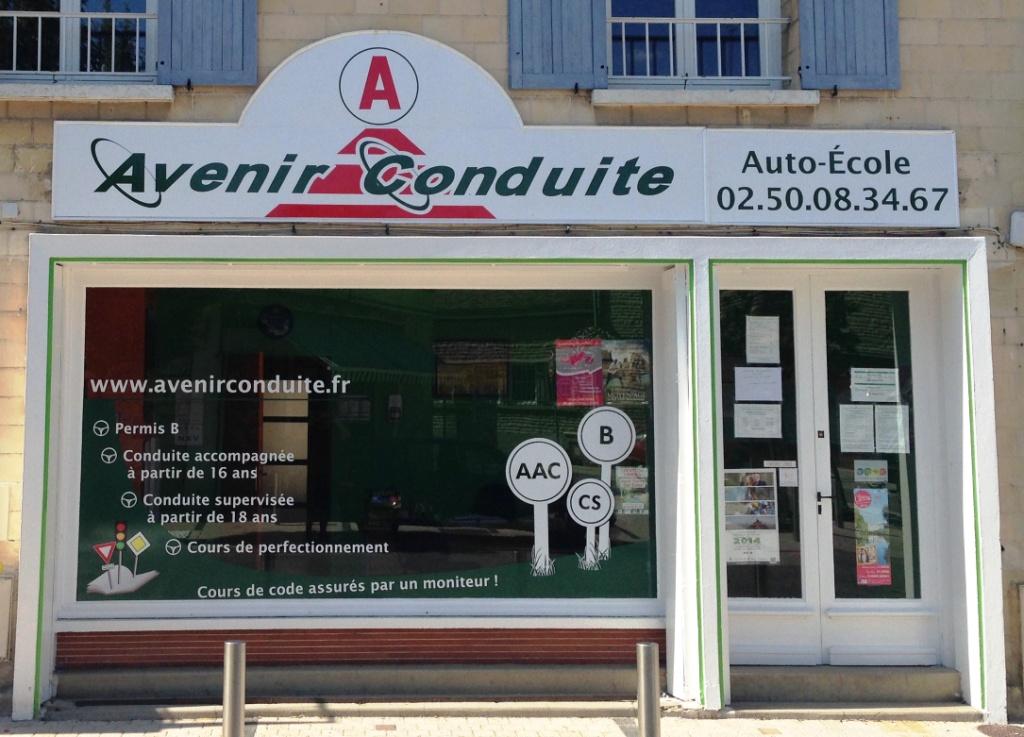 A
Avenir Conduite
Auto-École
02.50.08.34.67
www.avenirconduite.fr
Permis B
Conduite accompagnée
à partir de 16 ans
Conduite supervisée
à partir de 18 ans
Cours de perfectionnement
Cours de code assurés par un moniteur !
B
AAC
CS
2014